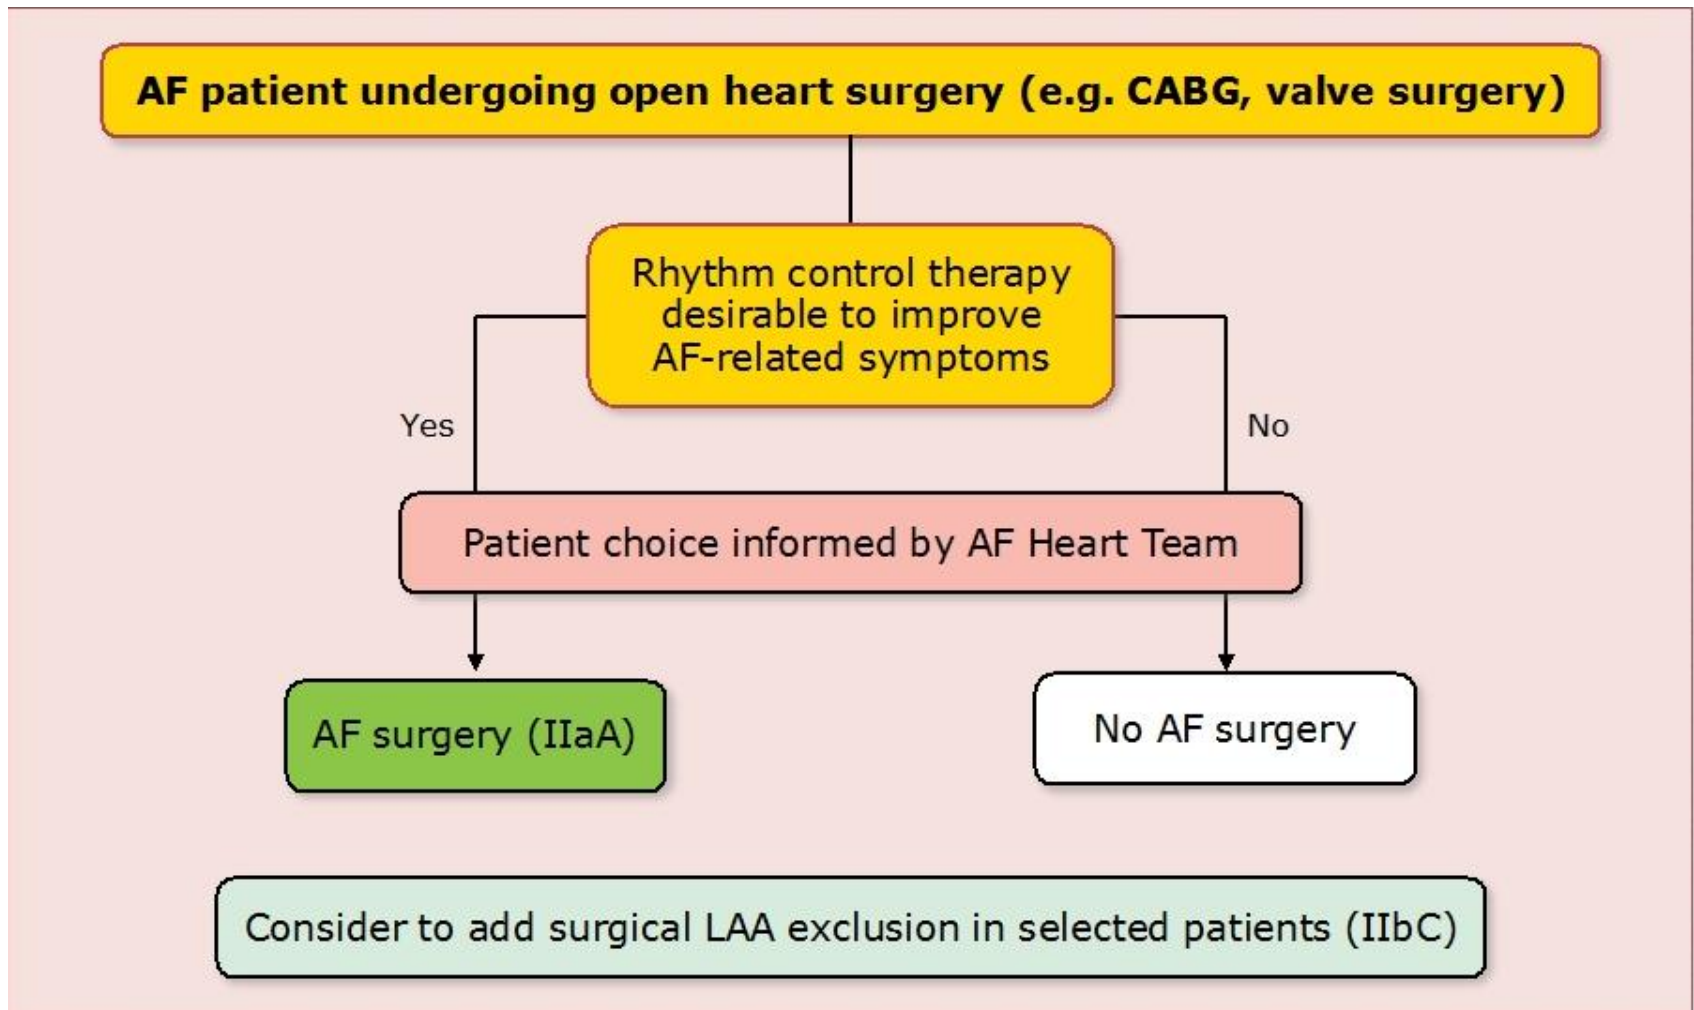 AF patient undergoing open heart surgery (e.g. CABG, valve surgery)
Rhythm control therapy
desirable to improve
AF-related symptoms
Yes
No
Patient choice informed by AF Heart Team
AF surgery (IIaA)
No AF surgery
Consider to add surgical LAA exclusion in selected patients (IIbC)